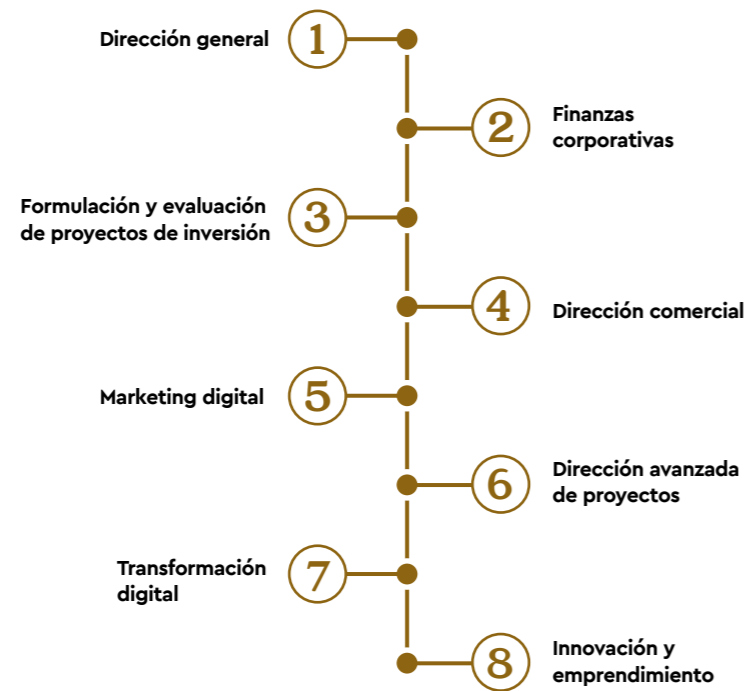 Dirección general
1
2
Finanzas
corporativas
Formulación y evaluación
de proyectos de inversión
3
4
Dirección comercial
Marketing digital
5
6
Dirección avanzada
de proyectos
Transformación
digital
7
8
Innovación y
emprendimiento